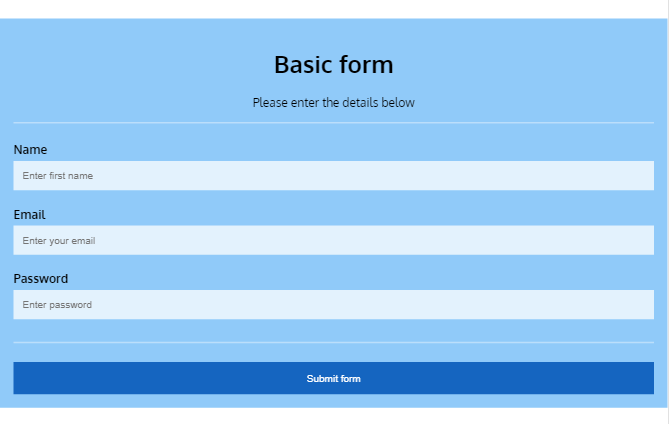 Basic form
Please enter the details below
Name
Enter first name
Email
Enter your email
Password
Enter password
Submit form